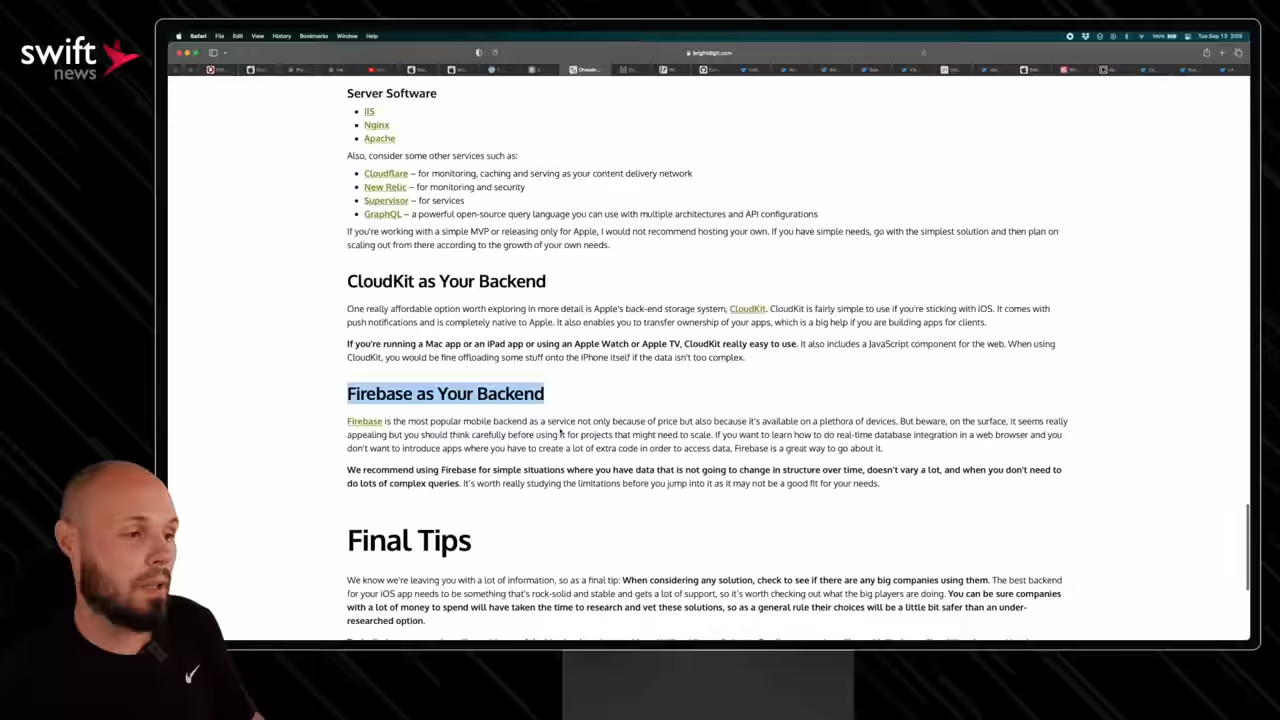 swift
news
Safari File Edit View History Bookmarks Window Help
Tue Sep 13
brightdigit.com
Server Software
IIS
Nginx
Apache
Also, consider some other services such as:
Cloudflare – for monitoring, caching and serving as your content delivery network
New Relic – for monitoring and security
Supervisor – for services
GraphQL – a powerful open-source query language you can use with multiple architectures and API configurations
If you're working with a simple MVP or releasing only for Apple, I would not recommend hosting your own. If you have simple needs, go with the simplest solution and then plan on
scaling out from there according to the growth of your own needs.
CloudKit as Your Backend
One really affordable option worth exploring in more detail is Apple's back-end storage system, CloudKit. CloudKit is fairly simple to use if you're sticking with iOS. It comes with
push notifications and is completely native to Apple. It also enables you to transfer ownership of your apps, which is a big help if you are building apps for clients.
If you're running a Mac app or an iPad app or using an Apple Watch or Apple TV, CloudKit really easy to use. It also includes a JavaScript component for the web. When using
CloudKit, you would be fine offloading some stuff onto the iPhone itself if the data isn't too complex.
Firebase as Your Backend
Firebase is the most popular mobile backend as a service not only because of price but also because it's available on a plethora of devices. But beware, on the surface, it seems really
appealing but you should think carefully before using it for projects that might need to scale. If you want to learn how to do real-time database integration in a web browser and you
don't want to introduce apps where you have to create a lot of extra code in order to access data, Firebase is a great way to go about it.
We recommend using Firebase for simple situations where you have data that is not going to change in structure over time, doesn't vary a lot, and when you don't need to
do lots of complex queries. It's worth really studying the limitations before you jump into it as it may not be a good fit for your needs.
Final Tips
We know we're leaving you with a lot of information, so as a final tip: When considering any solution, check to see if there are any big companies using them. The best backend
for your iOS app needs to be something that's rock-solid and stable and gets a lot of support, so it's worth checking out what the big players are doing. You can be sure companies
with a lot of money to spend will have taken the time to research and vet these solutions, so as a general rule their choices will be a little bit safer than an under-
researched option.